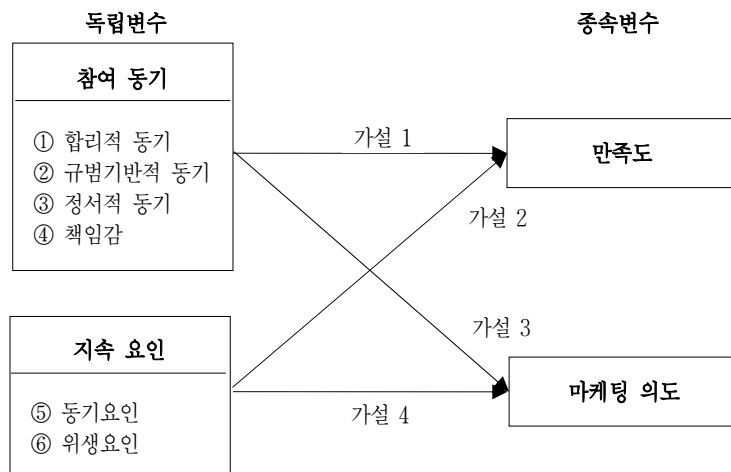 독립변수
종속변수
참여 동기
① 합리적 동기
② 규범기반적 동기
③ 정서적 동기
④ 책임감
가설 1
만족도
가설 2
가설 3
지속 요인
⑤ 동기요인
⑥ 위생요인
가설 4
마케팅 의도